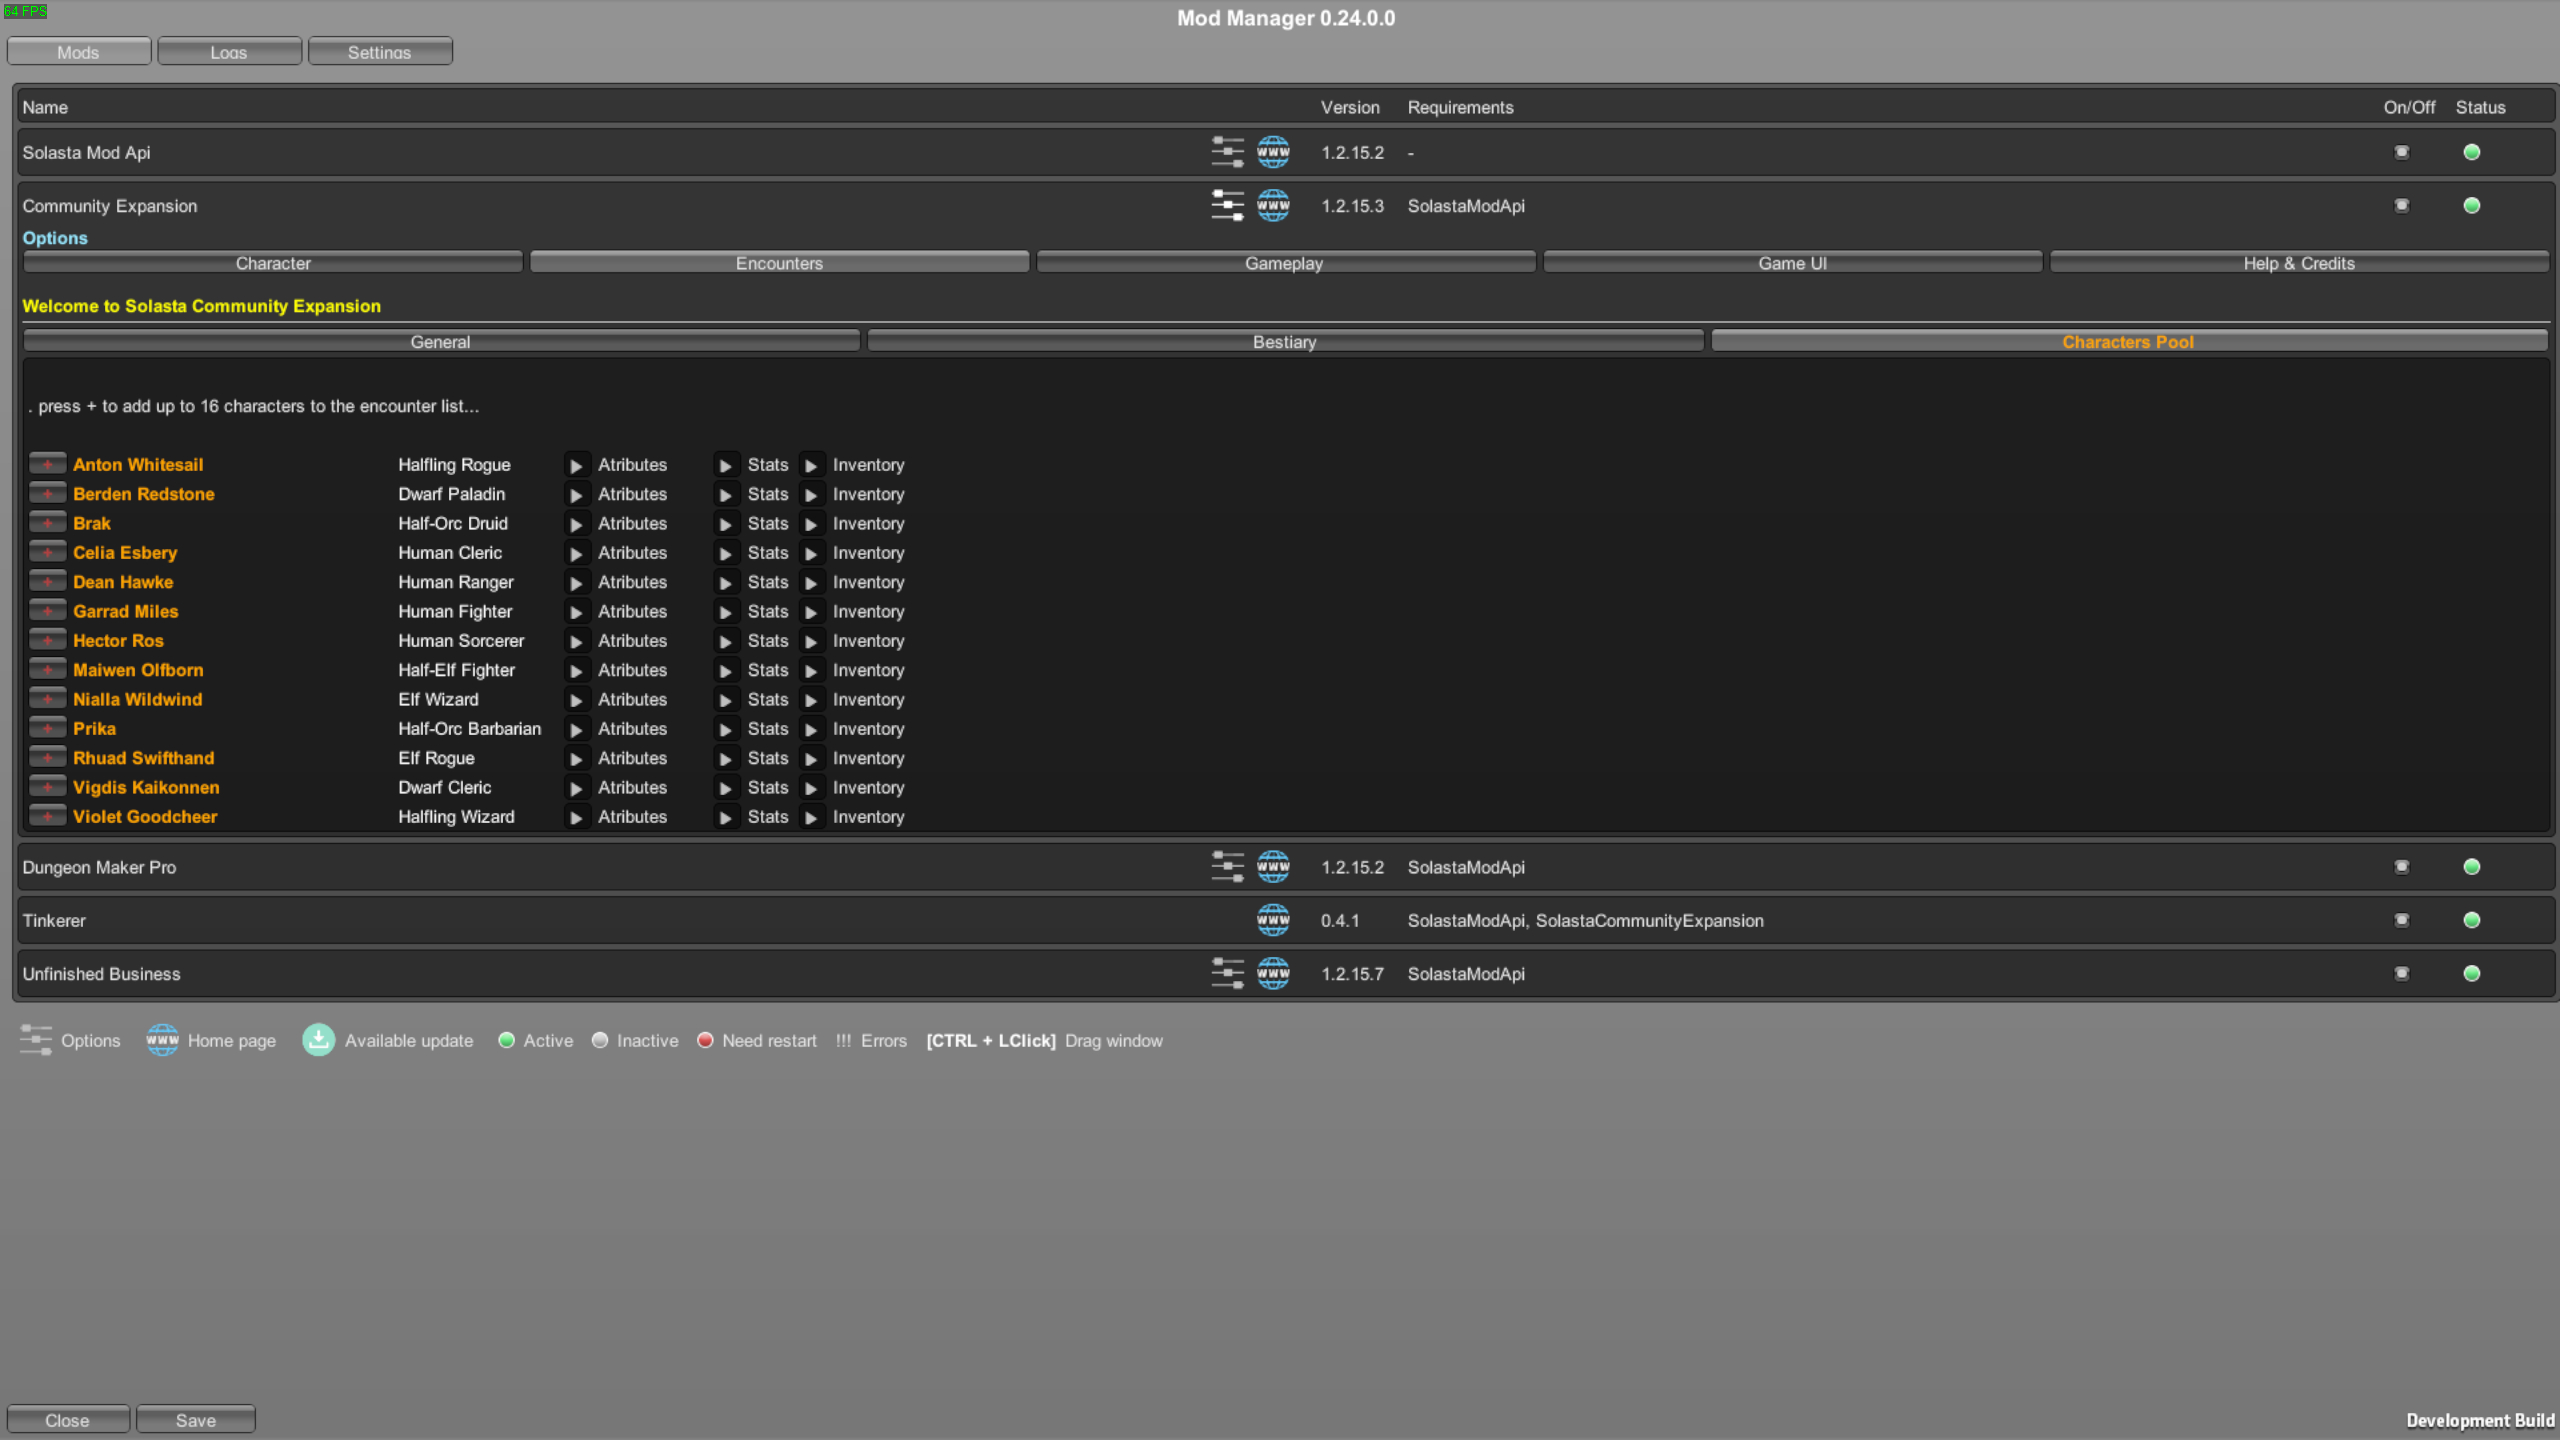 64 FPS
Mod Manager 0.24.0.0
Mods Logs Settings
Name Version Requirements On/Off Status
Solasta Mod Api www 1.2.15.2 -
Community Expansion www 1.2.15.3 SolastaModApi
Options
Character Encounters Gameplay Game UI Help & Credits
Welcome to Solasta Community Expansion
General Bestiary Characters Pool
. press + to add up to 16 characters to the encounter list...
+ Anton Whitesail Halfling Rogue ▶ Atributes ▶ Stats ▶ Inventory
+ Berden Redstone Dwarf Paladin ▶ Atributes ▶ Stats ▶ Inventory
+ Brak Half-Orc Druid ▶ Atributes ▶ Stats ▶ Inventory
+ Celia Esbery Human Cleric ▶ Atributes ▶ Stats ▶ Inventory
+ Dean Hawke Human Ranger ▶ Atributes ▶ Stats ▶ Inventory
+ Garrad Miles Human Fighter ▶ Atributes ▶ Stats ▶ Inventory
+ Hector Ros Human Sorcerer ▶ Atributes ▶ Stats ▶ Inventory
+ Maiwen Olfborn Half-Elf Fighter ▶ Atributes ▶ Stats ▶ Inventory
+ Nialla Wildwind Elf Wizard ▶ Atributes ▶ Stats ▶ Inventory
+ Prika Half-Orc Barbarian ▶ Atributes ▶ Stats ▶ Inventory
+ Rhuad Swifthand Elf Rogue ▶ Atributes ▶ Stats ▶ Inventory
+ Vigdis Kaikonnen Dwarf Cleric ▶ Atributes ▶ Stats ▶ Inventory
+ Violet Goodcheer Halfling Wizard ▶ Atributes ▶ Stats ▶ Inventory
Dungeon Maker Pro www 1.2.15.2 SolastaModApi
Tinkerer www 0.4.1 SolastaModApi, SolastaCommunityExpansion
Unfinished Business www 1.2.15.7 SolastaModApi
Options www Home page Available update Active Inactive Need restart !!! Errors [CTRL + LClick] Drag window
Close Save Development Build